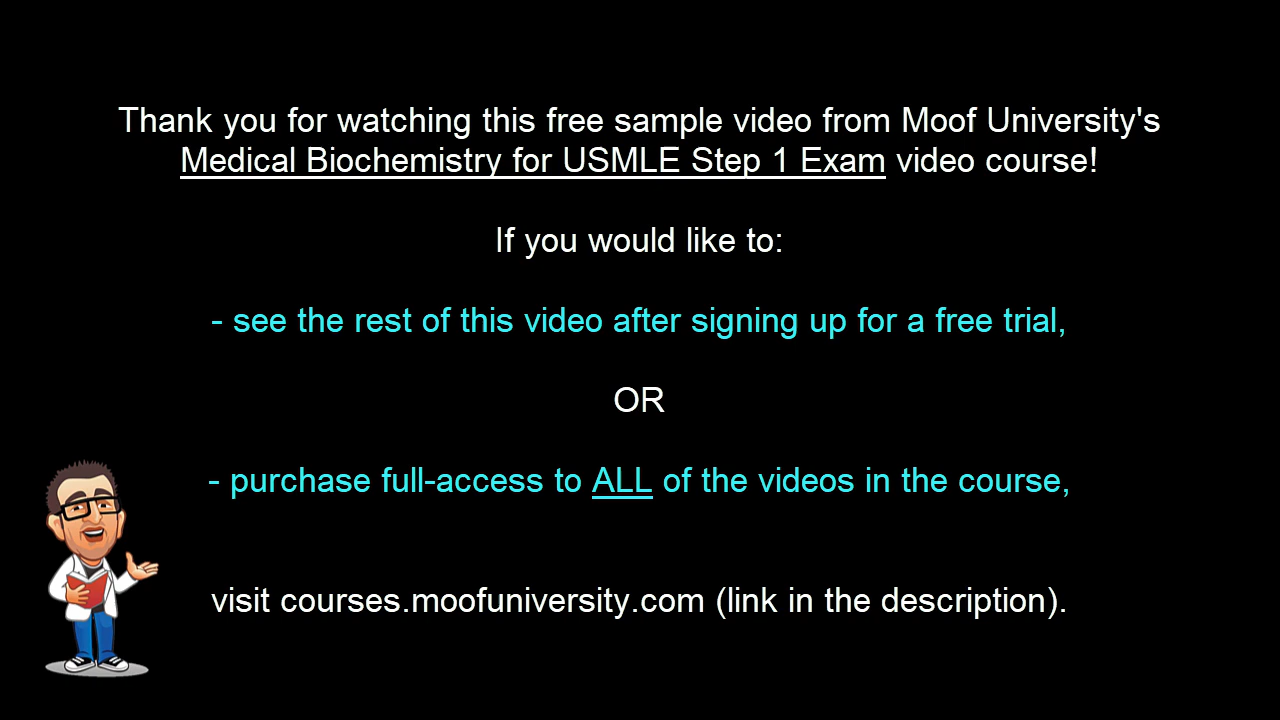 Thank you for watching this free sample video from Moof University's
Medical Biochemistry for USMLE Step 1 Exam video course!
If you would like to:
- see the rest of this video after signing up for a free trial,
OR
- purchase full-access to ALL of the videos in the course,
visit courses.moofuniversity.com (link in the description).